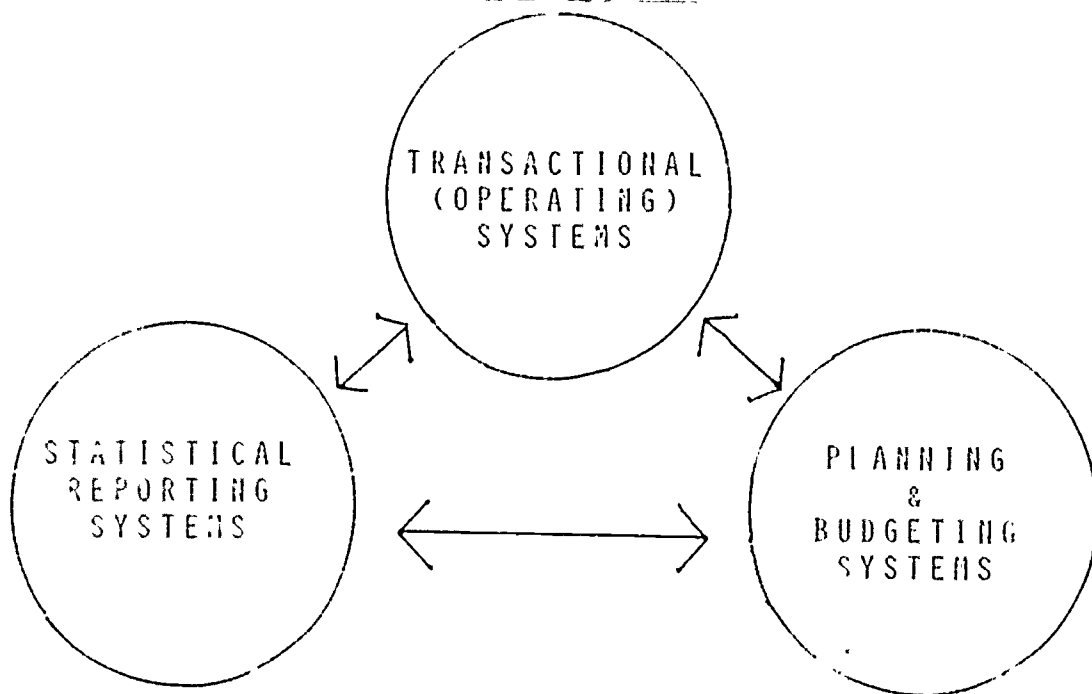 TRANSACTIONAL
(OPERATING)
SYSTEMS
STATISTICAL
REPORTING
SYSTEMS
PLANNING
&
BUDGETING
SYSTEMS